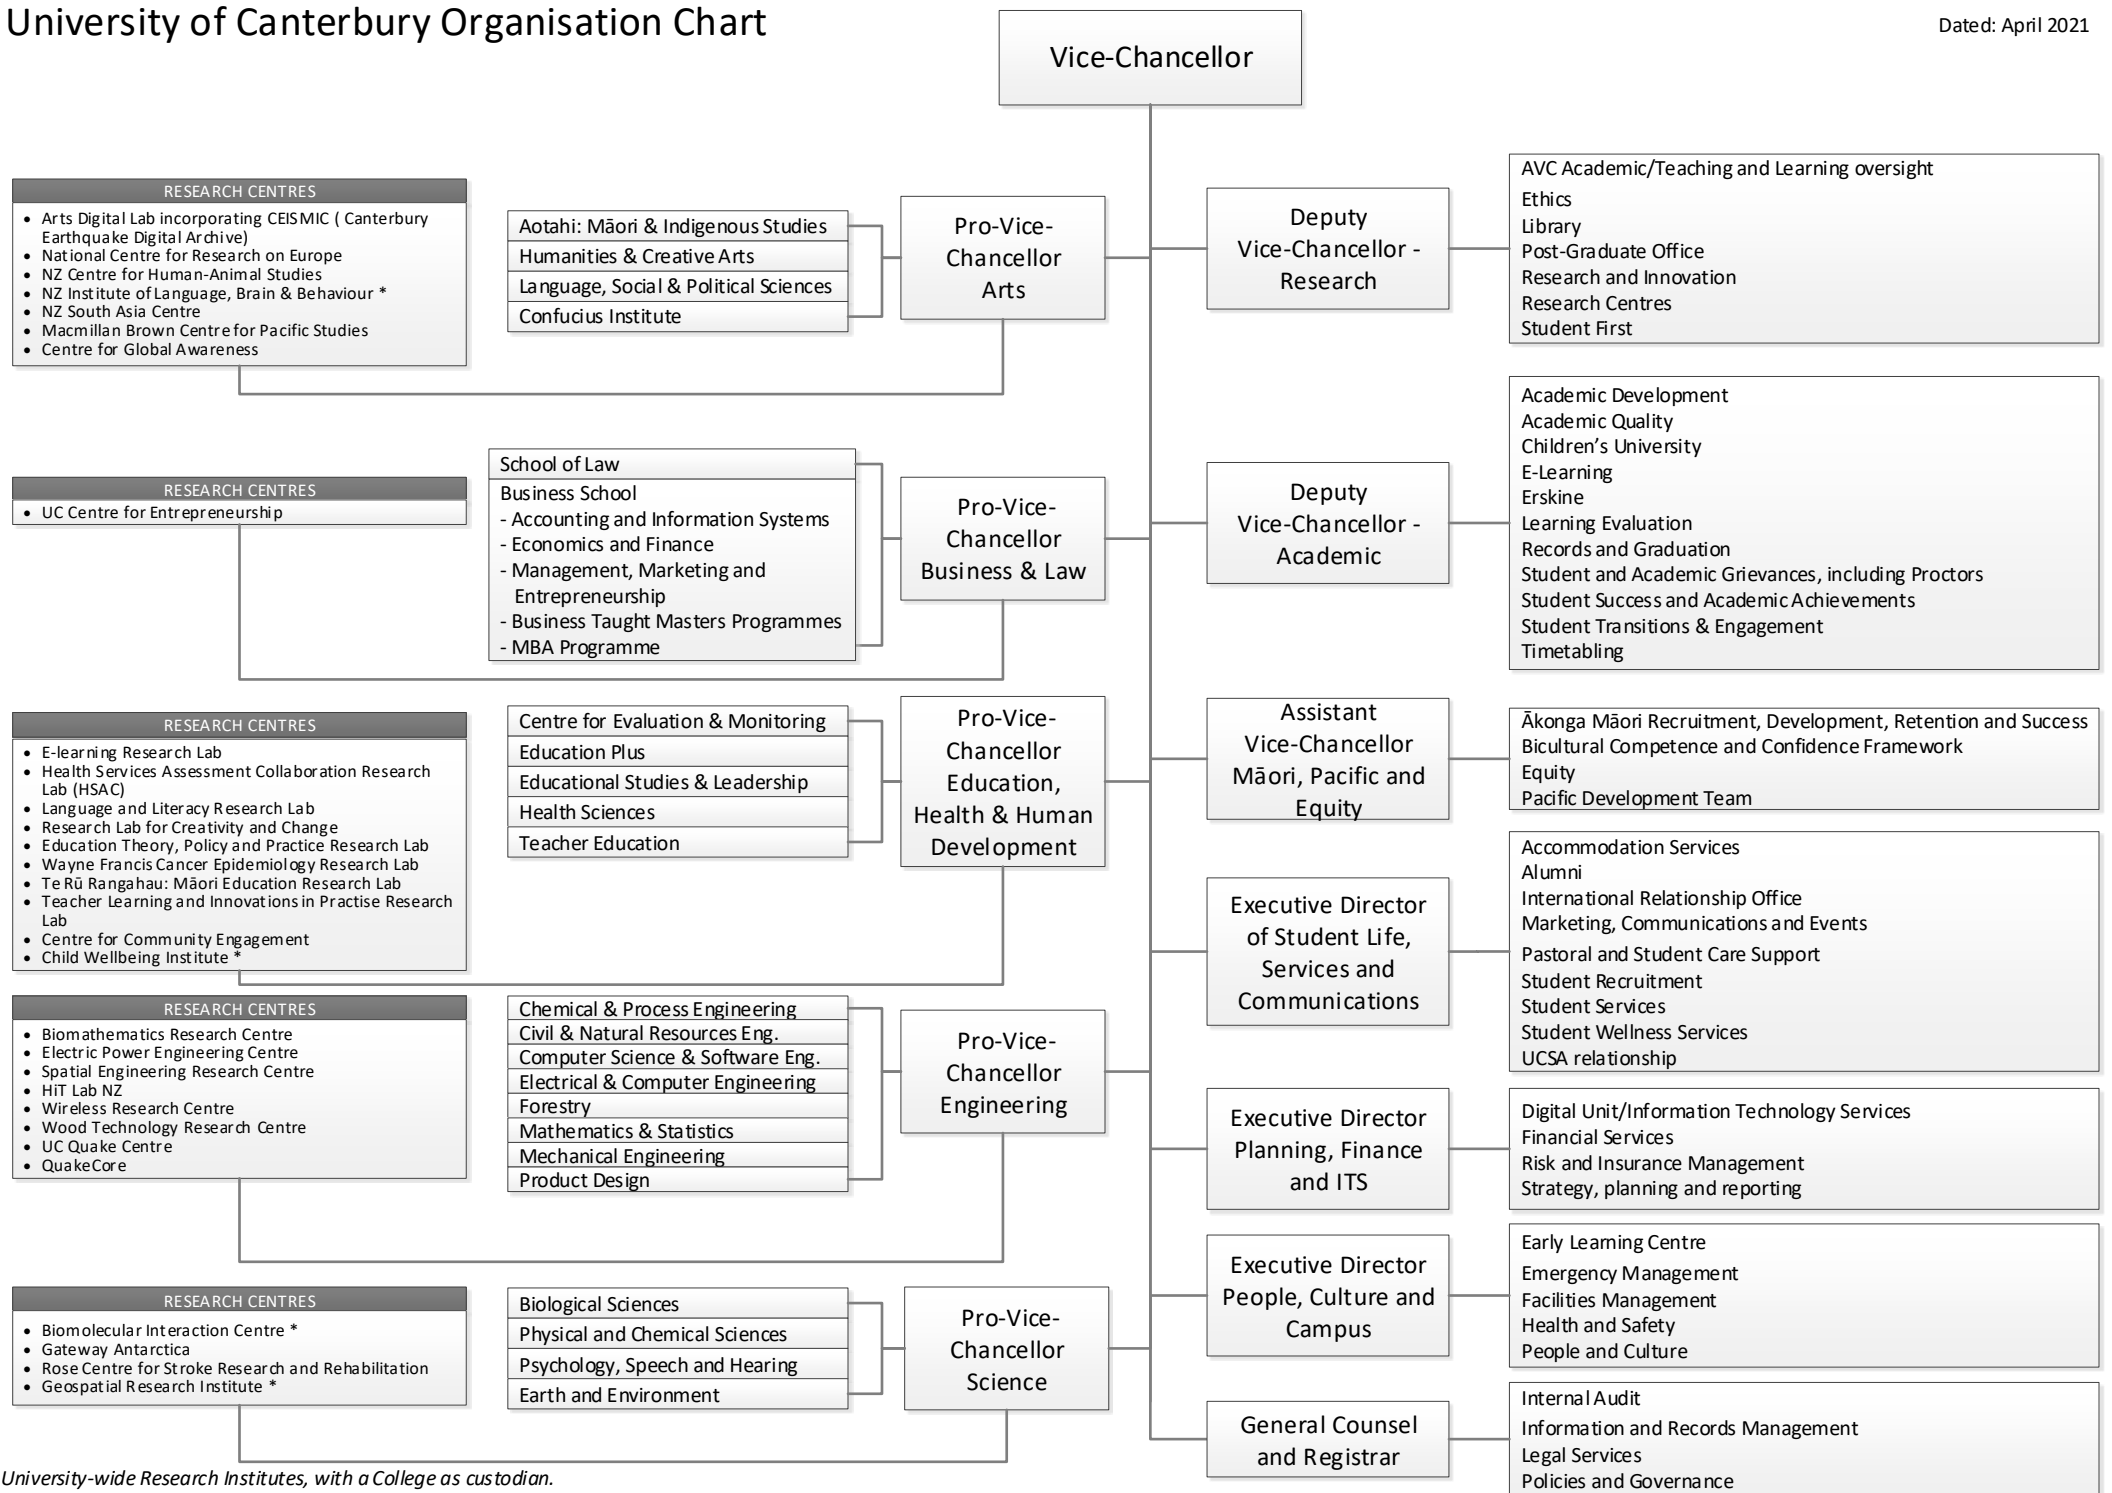 University of Canterbury Organisation Chart
Dated: April 2021
Vice-Chancellor
RESEARCH CENTRES
• Arts Digital Lab incorporating CEISMIC ( Canterbury
Earthquake Digital Archive)
• National Centre for Research on Europe
• NZ Centre for Human-Animal Studies
• NZ Institute of Language, Brain & Behaviour *
• NZ South Asia Centre
• Macmillan Brown Centre for Pacific Studies
• Centre for Global Awareness
Aotahi: Māori & Indigenous Studies
Humanities & Creative Arts
Language, Social & Political Sciences
Confucius Institute
Pro-Vice-
Chancellor
Arts
Deputy
Vice-Chancellor -
Research
AVC Academic/Teaching and Learning oversight
Ethics
Library
Post-Graduate Office
Research and Innovation
Research Centres
Student First
RESEARCH CENTRES
• UC Centre for Entrepreneurship
School of Law
Business School
- Accounting and Information Systems
- Economics and Finance
- Management, Marketing and
Entrepreneurship
- Business Taught Masters Programmes
- MBA Programme
Pro-Vice-
Chancellor
Business & Law
Deputy
Vice-Chancellor -
Academic
Academic Development
Academic Quality
Children’s University
E-Learning
Erskine
Learning Evaluation
Records and Graduation
Student and Academic Grievances, including Proctors
Student Success and Academic Achievements
Student Transitions & Engagement
Timetabling
RESEARCH CENTRES
• E-learning Research Lab
• Health Services Assessment Collaboration Research
Lab (HSAC)
• Language and Literacy Research Lab
• Research Lab for Creativity and Change
• Education Theory, Policy and Practice Research Lab
• Wayne Francis Cancer Epidemiology Research Lab
• Te Rū Rangahau: Māori Education Research Lab
• Teacher Learning and Innovations in Practise Research
Lab
• Centre for Community Engagement
• Child Wellbeing Institute *
Centre for Evaluation & Monitoring
Education Plus
Educational Studies & Leadership
Health Sciences
Teacher Education
Pro-Vice-
Chancellor
Education,
Health & Human
Development
Assistant
Vice-Chancellor
Māori, Pacific and
Equity
Ākonga Māori Recruitment, Development, Retention and Success
Bicultural Competence and Confidence Framework
Equity
Pacific Development Team
Executive Director
of Student Life,
Services and
Communications
Accommodation Services
Alumni
International Relationship Office
Marketing, Communications and Events
Pastoral and Student Care Support
Student Recruitment
Student Services
Student Wellness Services
UCSA relationship
RESEARCH CENTRES
• Biomathematics Research Centre
• Electric Power Engineering Centre
• Spatial Engineering Research Centre
• HiT Lab NZ
• Wireless Research Centre
• Wood Technology Research Centre
• UC Quake Centre
• QuakeCore
Chemical & Process Engineering
Civil & Natural Resources Eng.
Computer Science & Software Eng.
Electrical & Computer Engineering
Forestry
Mathematics & Statistics
Mechanical Engineering
Product Design
Pro-Vice-
Chancellor
Engineering
Executive Director
Planning, Finance
and ITS
Digital Unit/Information Technology Services
Financial Services
Risk and Insurance Management
Strategy, planning and reporting
Executive Director
People, Culture and
Campus
Early Learning Centre
Emergency Management
Facilities Management
Health and Safety
People and Culture
RESEARCH CENTRES
• Biomolecular Interaction Centre *
• Gateway Antarctica
• Rose Centre for Stroke Research and Rehabilitation
• Geospatial Research Institute *
Biological Sciences
Physical and Chemical Sciences
Psychology, Speech and Hearing
Earth and Environment
Pro-Vice-
Chancellor
Science
General Counsel
and Registrar
Internal Audit
Information and Records Management
Legal Services
Policies and Governance
University-wide Research Institutes, with a College as custodian.